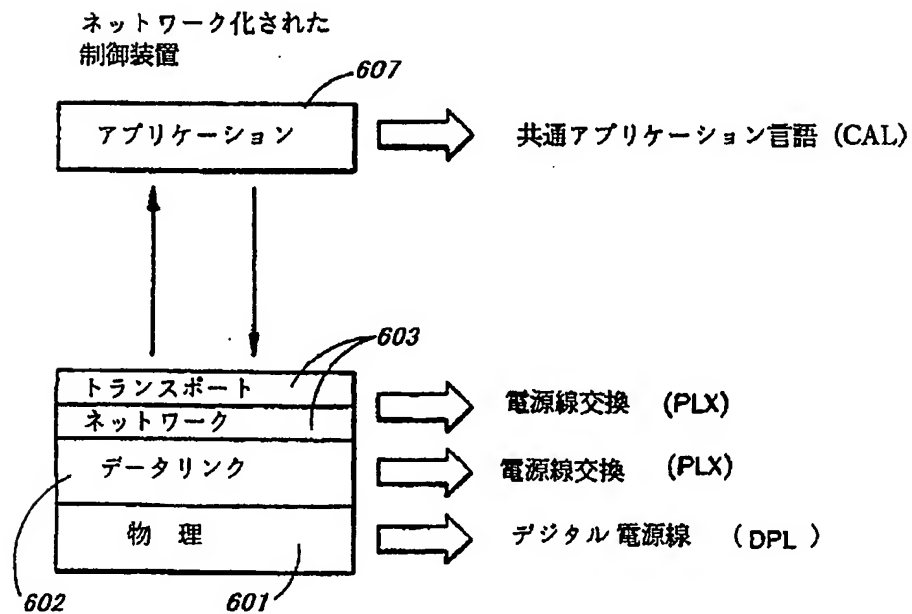 ネットワーク化された
制御装置
607
アプリケーション
共通アプリケーション言語 (CAL)
603
トランスポート
電源線交換 (PLX)
ネットワーク
データリンク
電源線交換 (PLX)
物 理
デジタル電源線 (DPL)
602
601